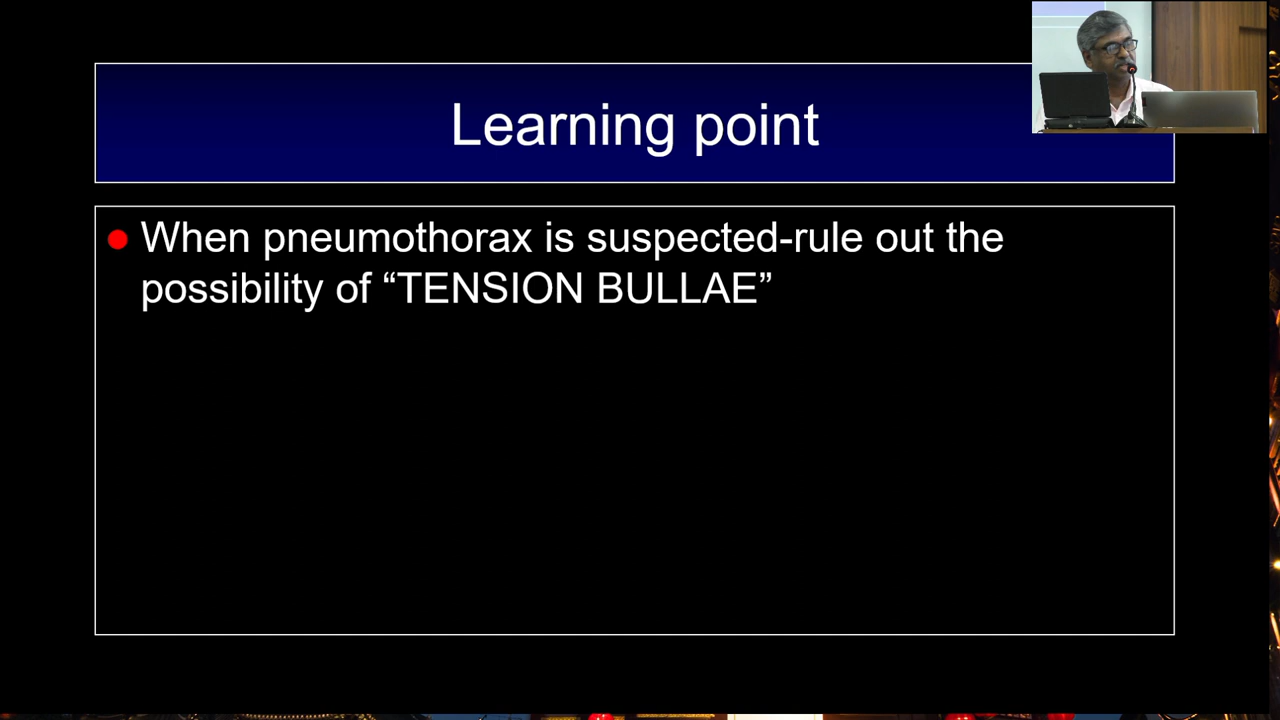 Learning point
When pneumothorax is suspected-rule out the
possibility of “TENSION BULLAE”